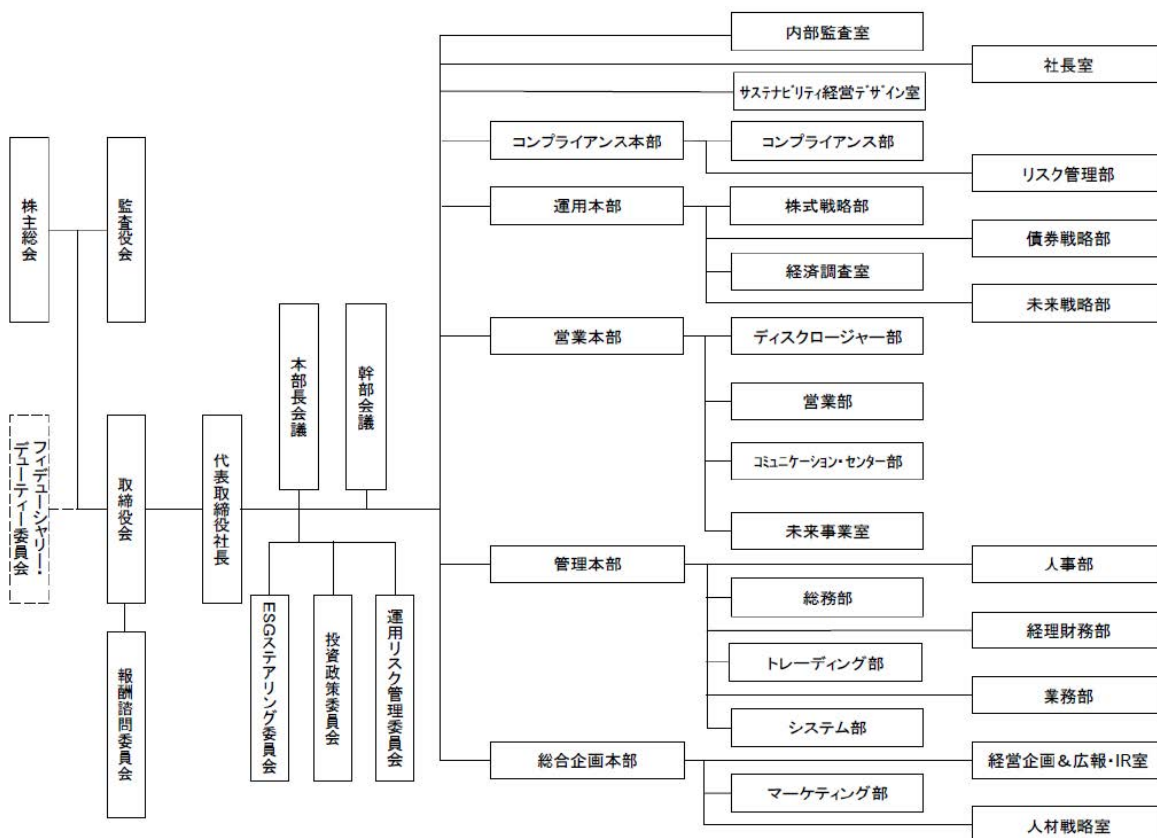 内部監査室
社長室
サステナビリティ経営デザイン室
コンプライアンス本部
コンプライアンス部
リスク管理部
運用本部
株式戦略部
債券戦略部
経済調査室
未来戦略部
営業本部
ディスクロージャー部
営業部
コミュニケーション・センター部
未来事業室
管理本部
人事部
総務部
経理財務部
トレーディング部
業務部
システム部
総合企画本部
経営企画&広報・IR室
マーケティング部
人材戦略室
株主総会
監査役会
フィデューシャリー・
デューティー委員会
取締役会
報酬諮問委員会
代表取締役社長
本部長会議
幹部会議
ESGステアリング委員会
投資政策委員会
運用リスク管理委員会